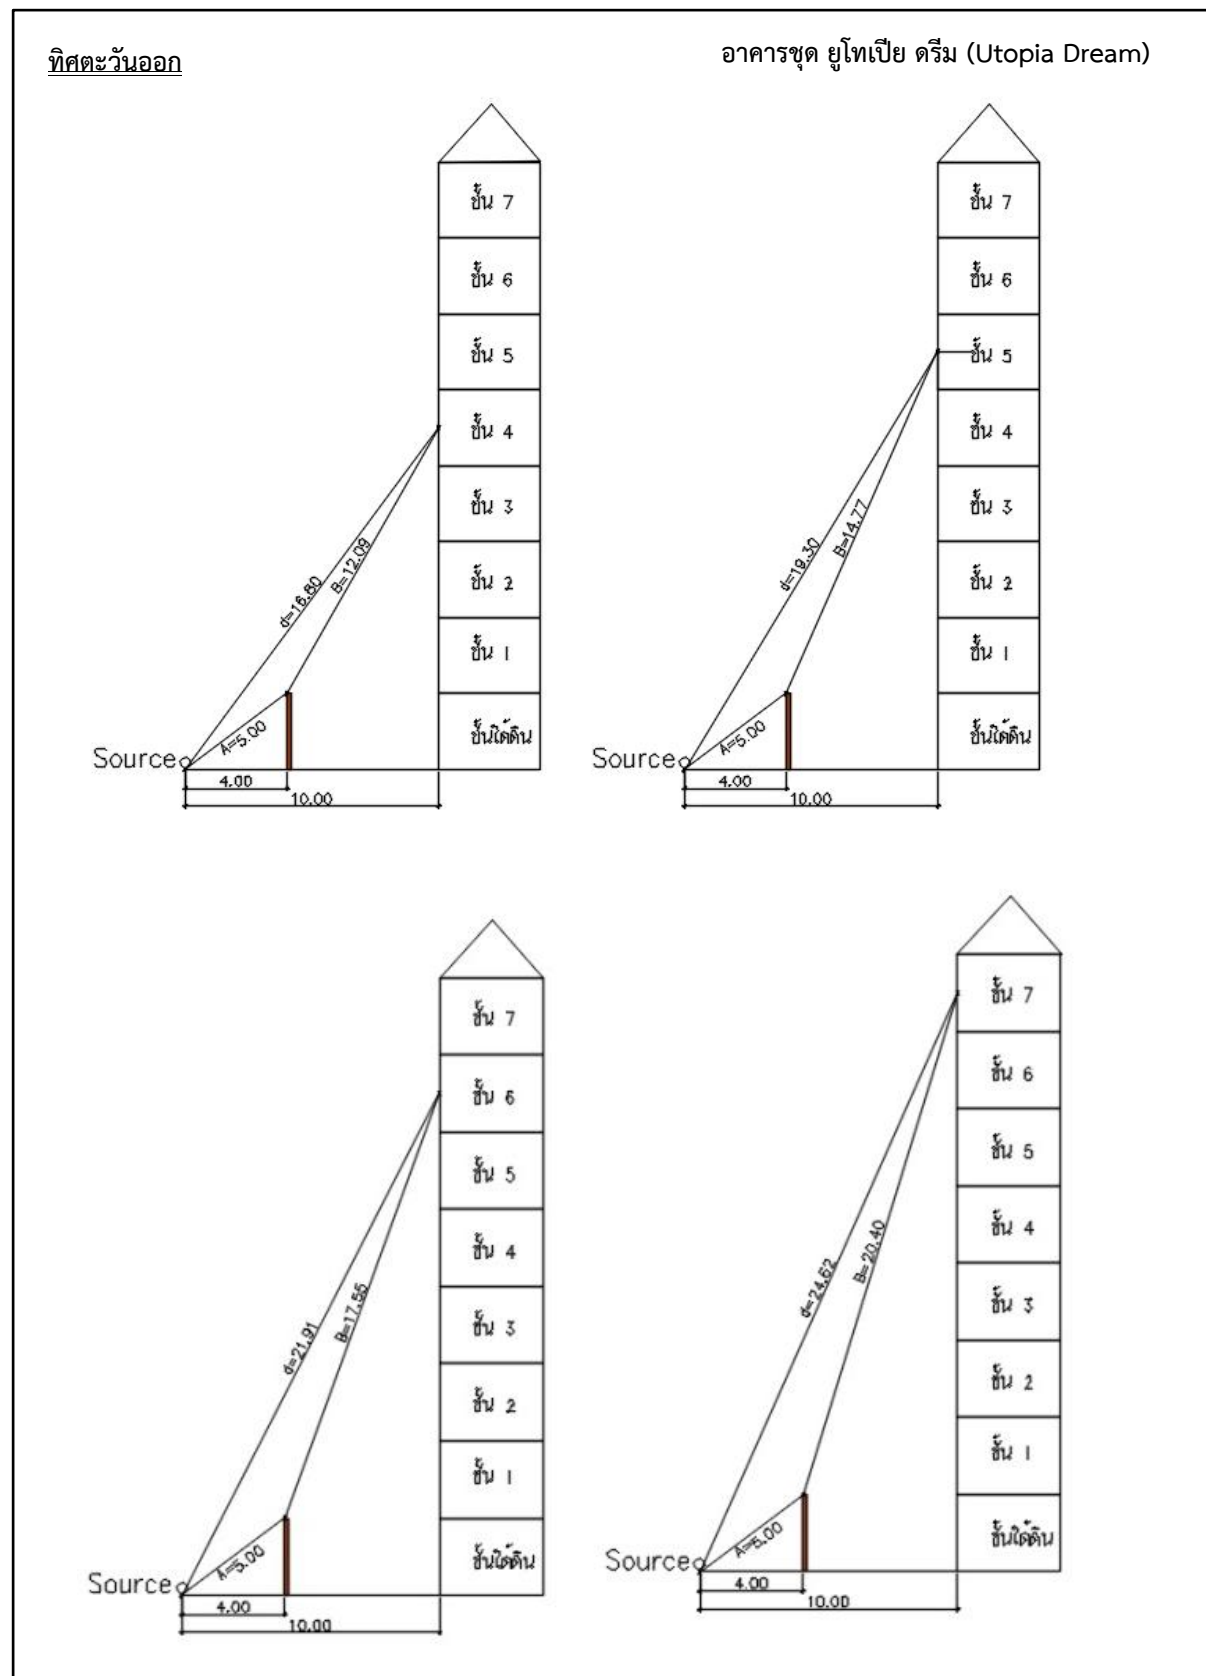 ทิศตะวันออก
อาคารชุด ยูโทเปีย ดรีม (Utopia Dream)
ชั้น 7
ชั้น 6
ชั้น 5
ชั้น 4
ชั้น 3
ชั้น 2
ชั้น 1
ชั้นใต้ดิน
d=16.80
B=12.09
A=5.00
Source
4.00
10.00
ชั้น 7
ชั้น 6
ชั้น 5
ชั้น 4
ชั้น 3
ชั้น 2
ชั้น 1
ชั้นใต้ดิน
d=19.30
B=14.77
A=5.00
Source
4.00
10.00
ชั้น 7
ชั้น 6
ชั้น 5
ชั้น 4
ชั้น 3
ชั้น 2
ชั้น 1
ชั้นใต้ดิน
d=21.91
B=17.55
A=5.00
Source
4.00
10.00
ชั้น 7
ชั้น 6
ชั้น 5
ชั้น 4
ชั้น 3
ชั้น 2
ชั้น 1
ชั้นใต้ดิน
d=24.62
B=20.40
A=5.00
Source
4.00
10.00